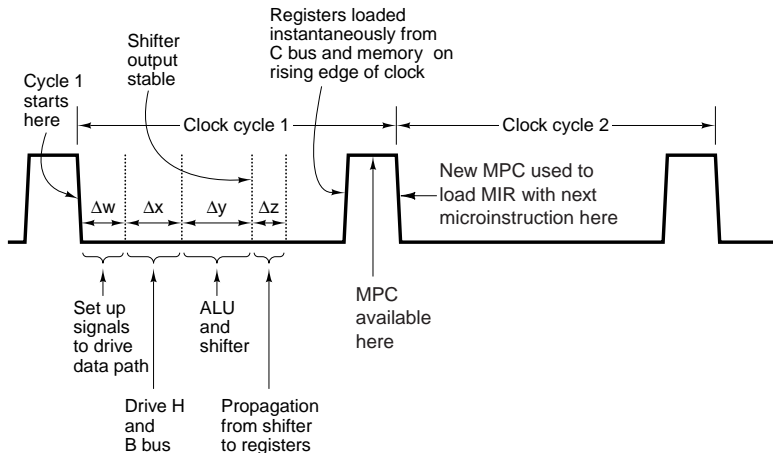 Registers loaded
instantaneously from
C bus and memory on
rising edge of clock
Shifter
output
stable
Cycle 1
starts
here
Clock cycle 1
Clock cycle 2
New MPC used to
load MIR with next
microinstruction here
Δw
Δx
Δy
Δz
Set up
signals
to drive
data path
ALU
and
shifter
MPC
available
here
Drive H
and
B bus
Propagation
from shifter
to registers